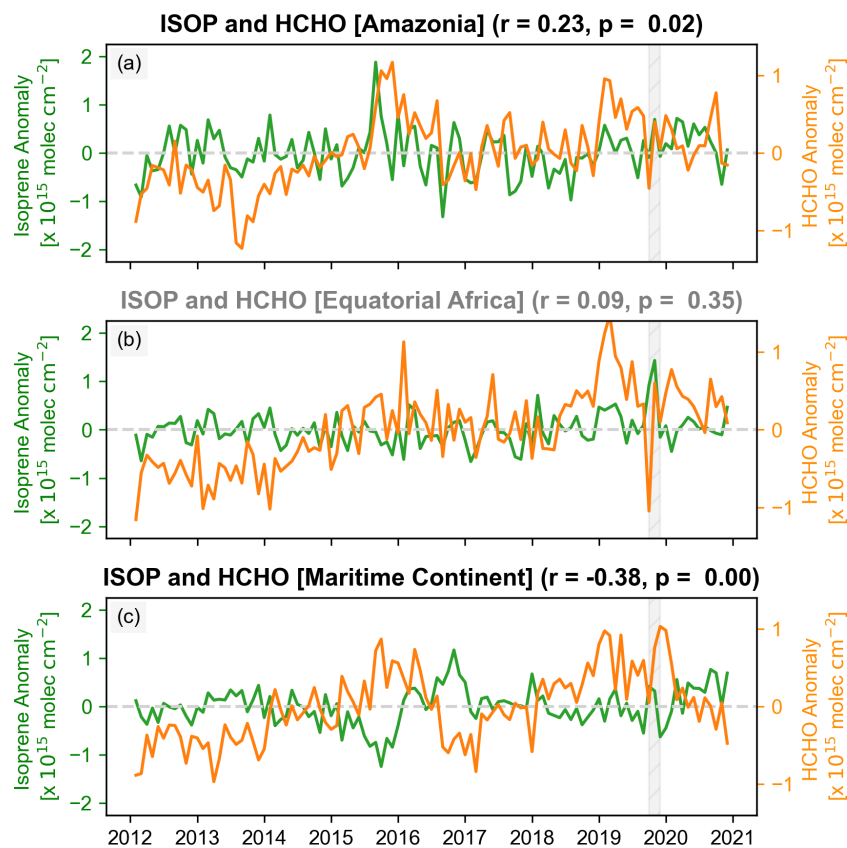 ISOP and HCHO [Amazonia] (r = 0.23, p =  0.02)
(a)
Isoprene Anomaly
[x 10¹⁵ molec cm⁻²]
2
1
0
−1
−2
1
0
−1
HCHO Anomaly
[x 10¹⁵ molec cm⁻²]
ISOP and HCHO [Equatorial Africa] (r = 0.09, p =  0.35)
(b)
Isoprene Anomaly
[x 10¹⁵ molec cm⁻²]
2
1
0
−1
−2
1
0
−1
HCHO Anomaly
[x 10¹⁵ molec cm⁻²]
ISOP and HCHO [Maritime Continent] (r = -0.38, p =  0.00)
(c)
Isoprene Anomaly
[x 10¹⁵ molec cm⁻²]
2
1
0
−1
−2
1
0
−1
HCHO Anomaly
[x 10¹⁵ molec cm⁻²]
2012 2013 2014 2015 2016 2017 2018 2019 2020 2021